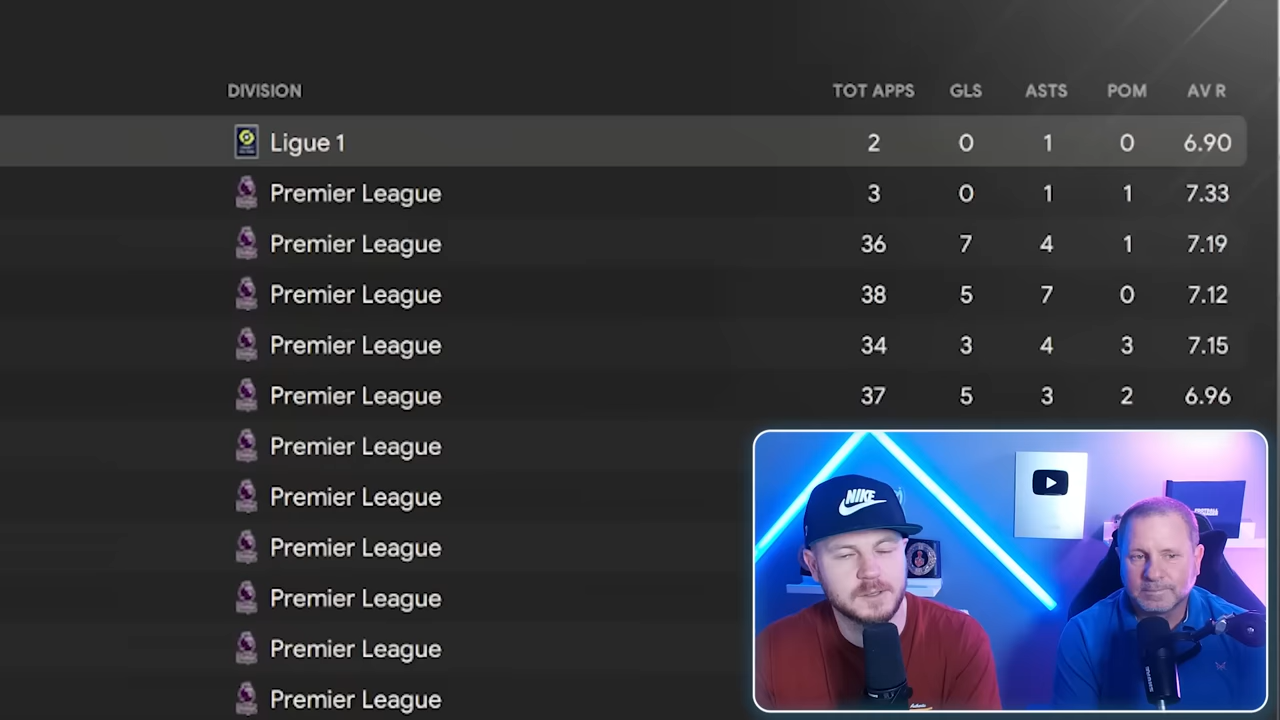 DIVISION TOT APPS GLS ASTS POM AV R
Ligue 1 2 0 1 0 6.90
Premier League 3 0 1 1 7.33
Premier League 36 7 4 1 7.19
Premier League 38 5 7 0 7.12
Premier League 34 3 4 3 7.15
Premier League 37 5 3 2 6.96
Premier League
Premier League
Premier League
Premier League
Premier League
Premier League
NIKE
FOOTBALL